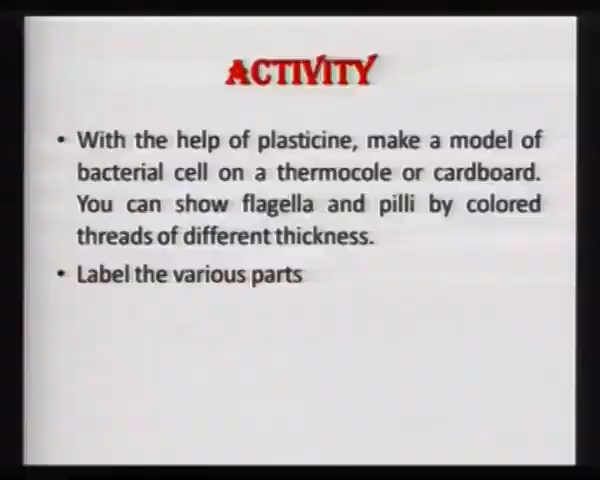 ACTIVITY
• With the help of plasticine, make a model of
bacterial cell on a thermocole or cardboard.
You can show flagella and pilli by colored
threads of different thickness.
• Label the various parts